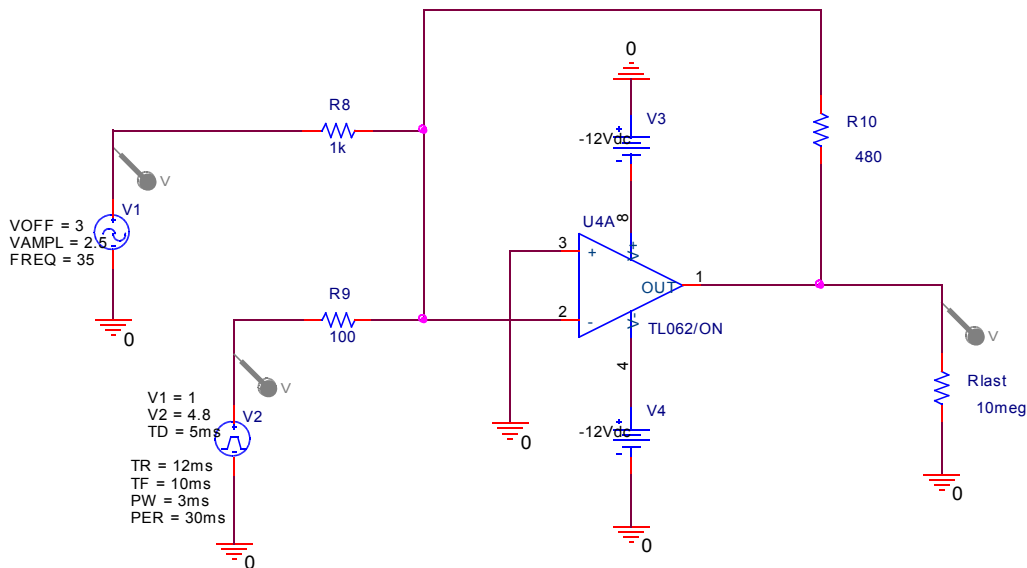 0
R8
1k
V3
-12Vdc
R10
480
V
V1
VOFF = 3
VAMPL = 2.5
FREQ = 35
0
U4A
8
V+
3
+
OUT
1
2
-
V-
TL062/ON
4
R9
100
V
V
V1 = 1
V2 = 4.8
TD = 5ms
V2
TR = 12ms
TF = 10ms
PW = 3ms
PER = 30ms
0
0
V4
-12Vdc
0
Rlast
10meg
0